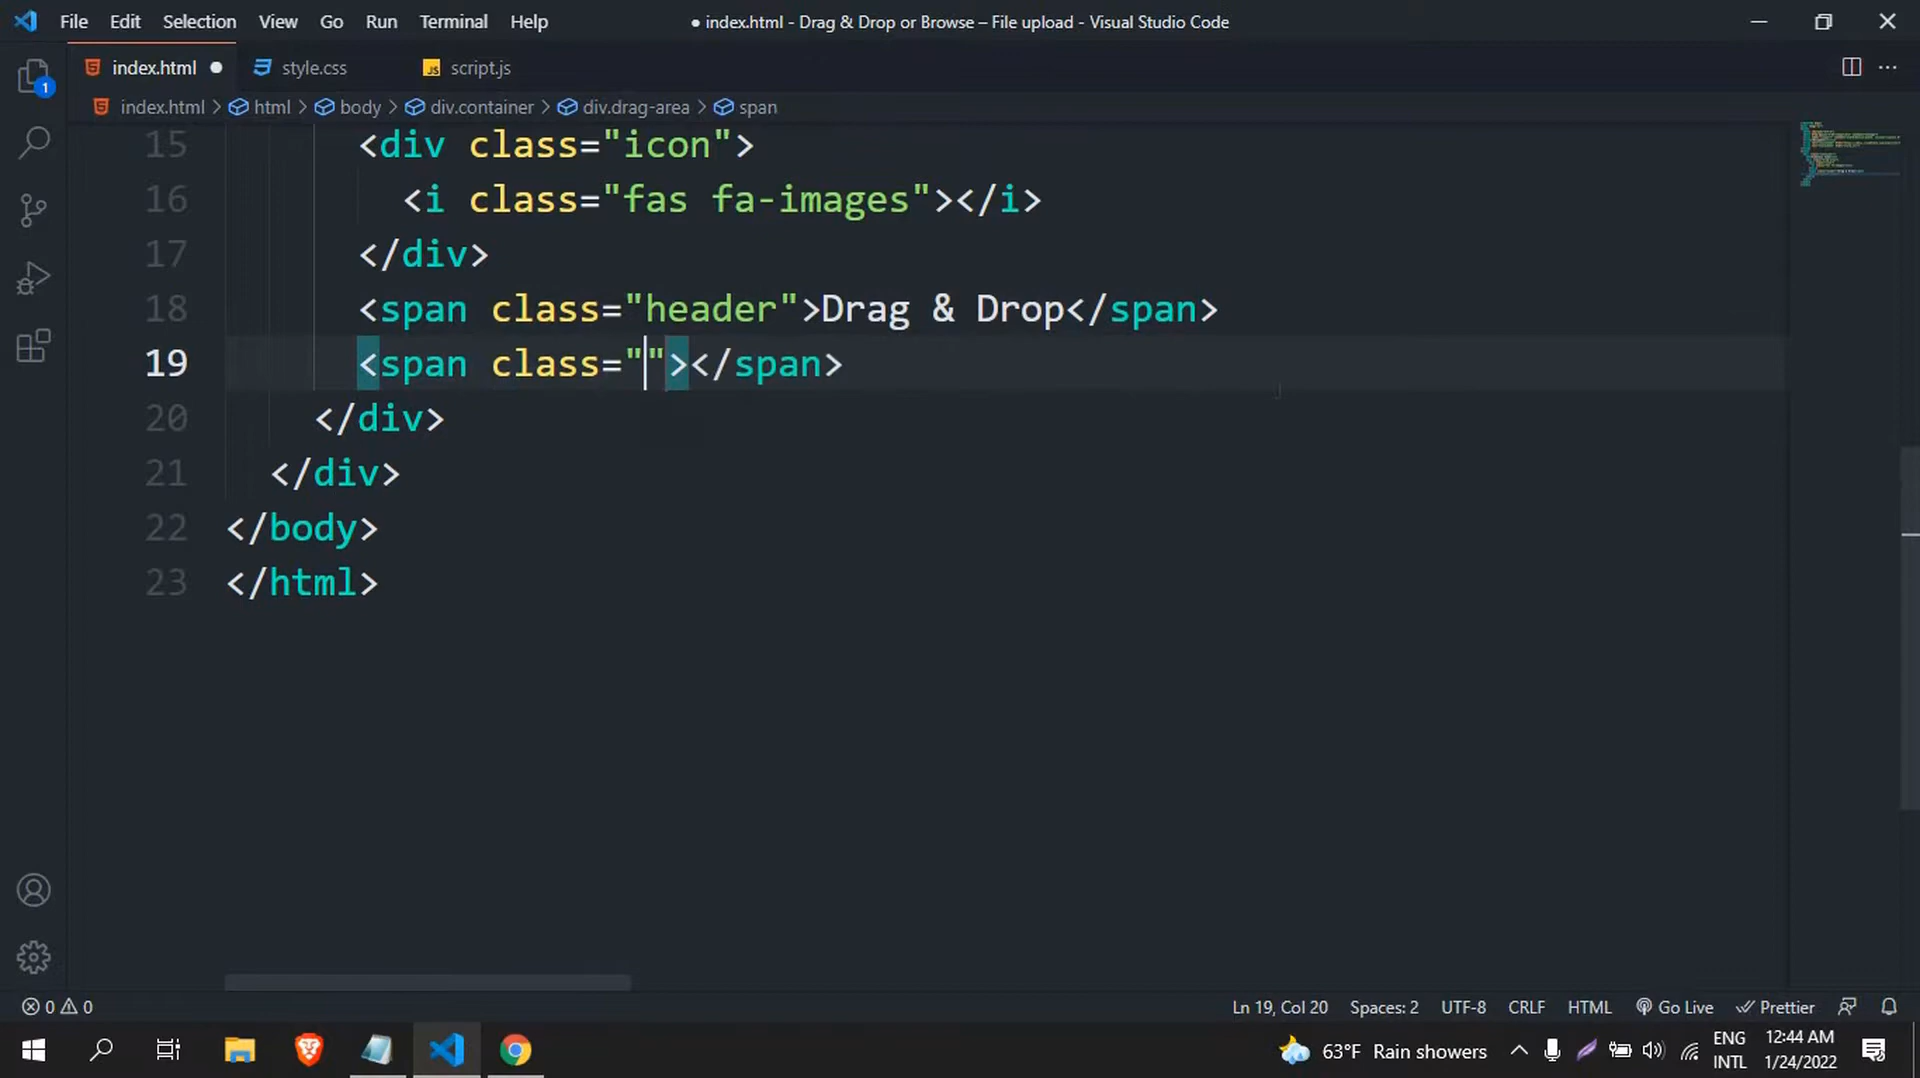 File Edit Selection View Go Run Terminal Help ● index.html - Drag & Drop or Browse – File upload - Visual Studio Code
1
index.html ● style.css JS script.js
index.html > html > body > div.container > div.drag-area > span
15 <div class="icon">
16 <i class="fas fa-images"></i>
17 </div>
18 <span class="header">Drag & Drop</span>
19 <span class=""></span>
20 </div>
21 </div>
22 </body>
23 </html>
0 0 Ln 19, Col 20 Spaces: 2 UTF-8 CRLF HTML Go Live Prettier
63°F Rain showers ENG INTL 12:44 AM 1/24/2022